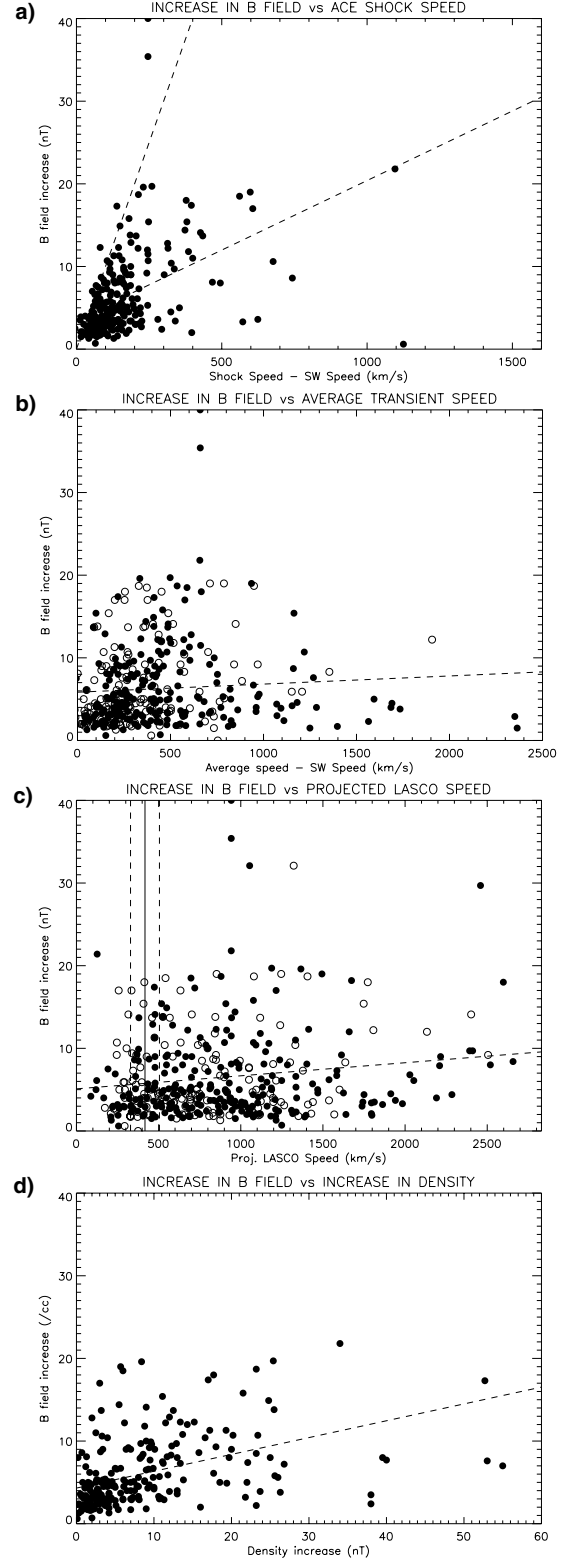 a)
INCREASE IN B FIELD vs ACE SHOCK SPEED
40
30
20
10
0
B field increase (nT)
0 500 1000 1500
Shock Speed – SW Speed (km/s)
b)
INCREASE IN B FIELD vs AVERAGE TRANSIENT SPEED
40
30
20
10
0
B field increase (nT)
0 500 1000 1500 2000 2500
Average speed – SW Speed (km/s)
c)
INCREASE IN B FIELD vs PROJECTED LASCO SPEED
40
30
20
10
0
B field increase (nT)
0 500 1000 1500 2000 2500
Proj. LASCO Speed (km/s)
d)
INCREASE IN B FIELD vs INCREASE IN DENSITY
40
30
20
10
0
B field increase (/cc)
0 10 20 30 40 50 60
Density increase (nT)